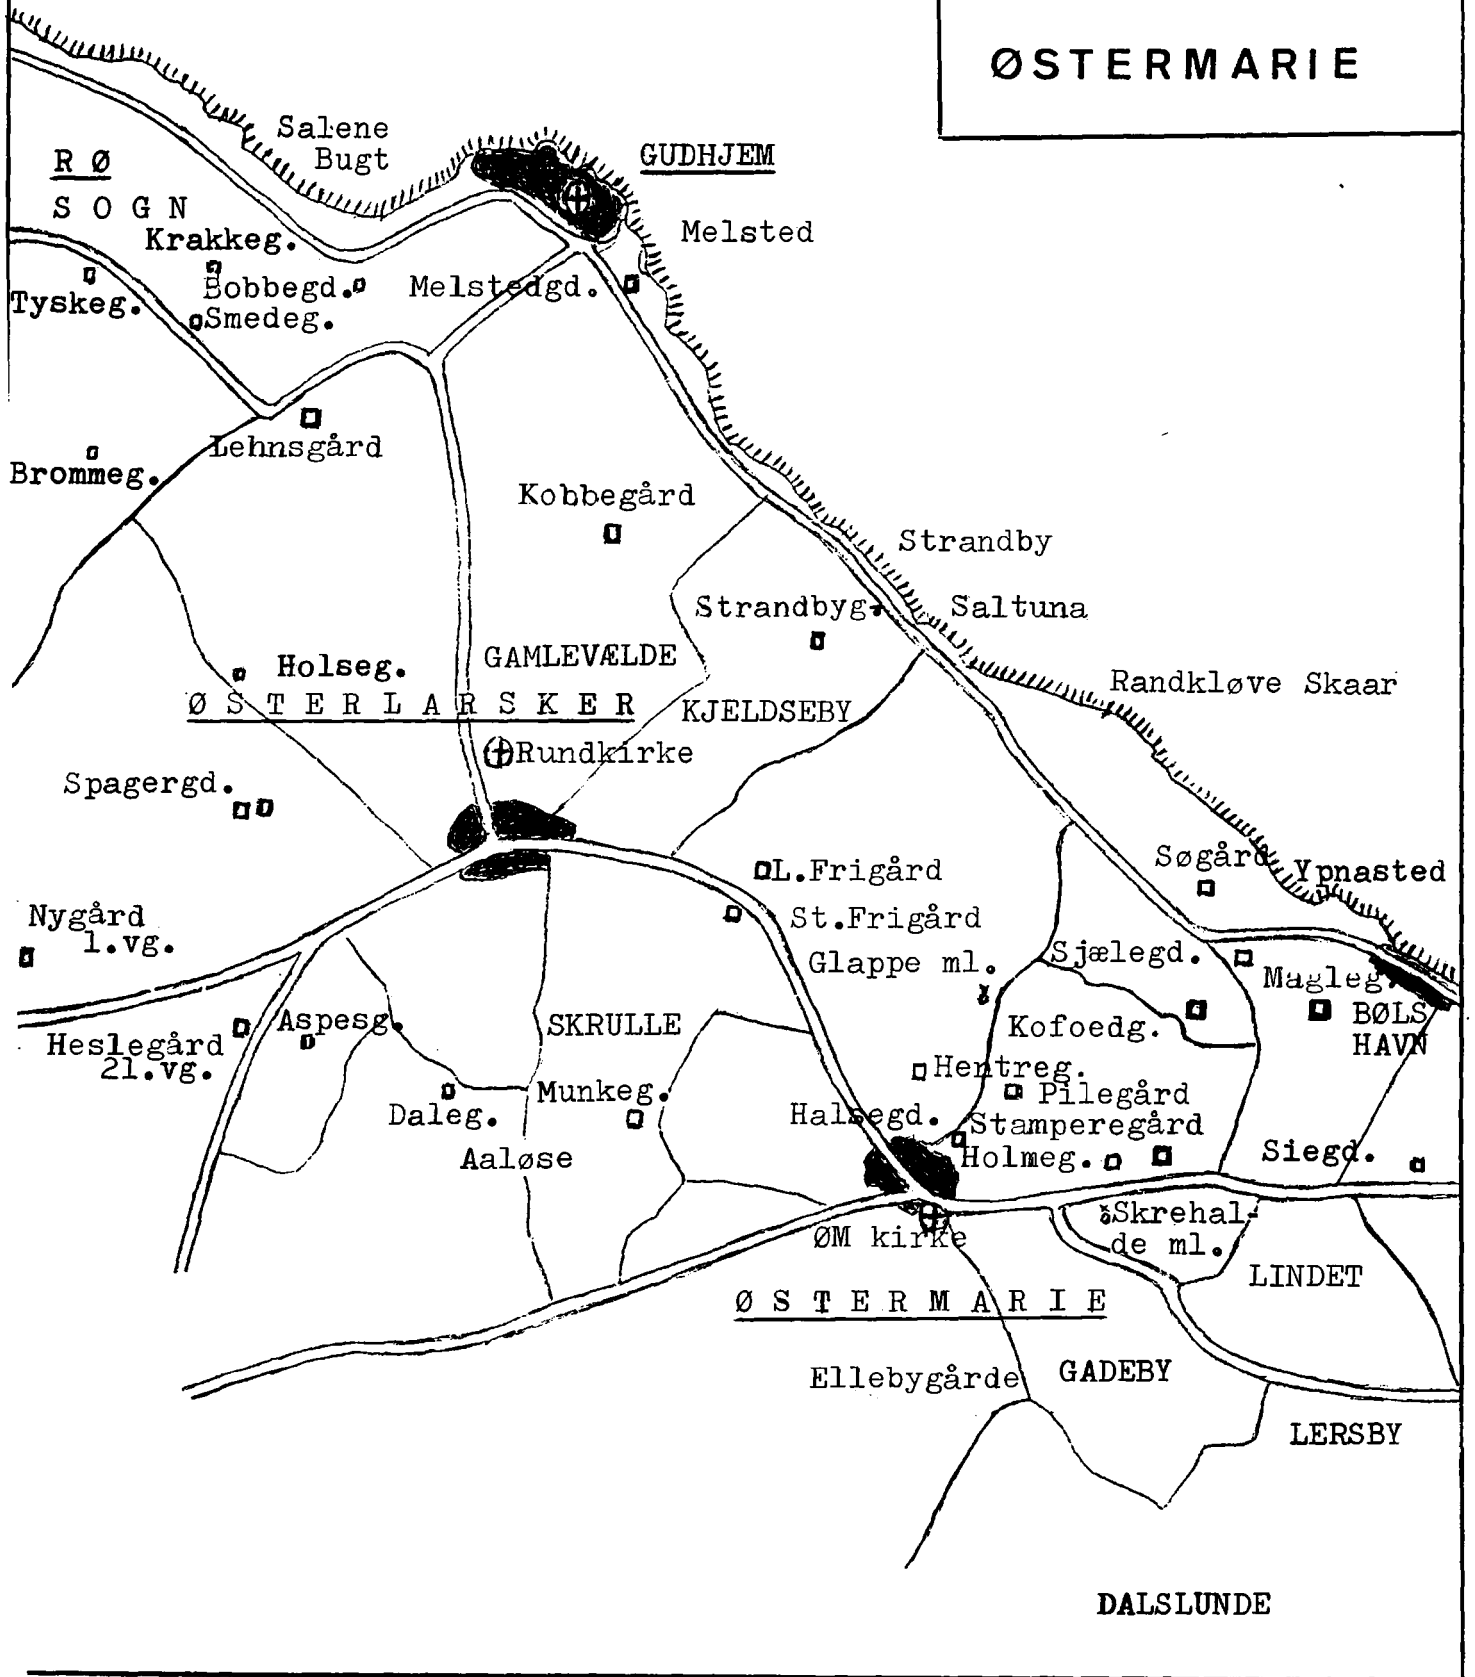 ØSTERMARIE
Salene
Bugt
GUDHJEM
RØ
SOGN
Melsted
Krakkeg.
Bobbegd.
Melstedgd.
Tyskeg.
Smedeg.
Lehnsgård
Brommeg.
Kobbegård
Strandby
Strandbyg.
Saltuna
Holseg.
GAMLEVÆLDE
Randkløve Skaar
ØSTERLARSKER
KJELDSEBY
Rundkirke
Spagergd.
L.Frigård
Søgård
Ypnasted
Nygård
1.vg.
St.Frigård
Glappe ml.
Sjælegd.
Magleg.
Aspesg.
SKRULLE
Kofoedg.
BØLS
HAVN
Heslegård
21.vg.
Hentreg.
Daleg.
Munkeg.
Pilegård
Halsegd.
Stamperegård
Aaløse
Holmeg.
Siegd.
ØM kirke
Skrehal-
de ml.
LINDET
ØSTERMARIE
Ellebygårde
GADEBY
LERSBY
DALSLUNDE